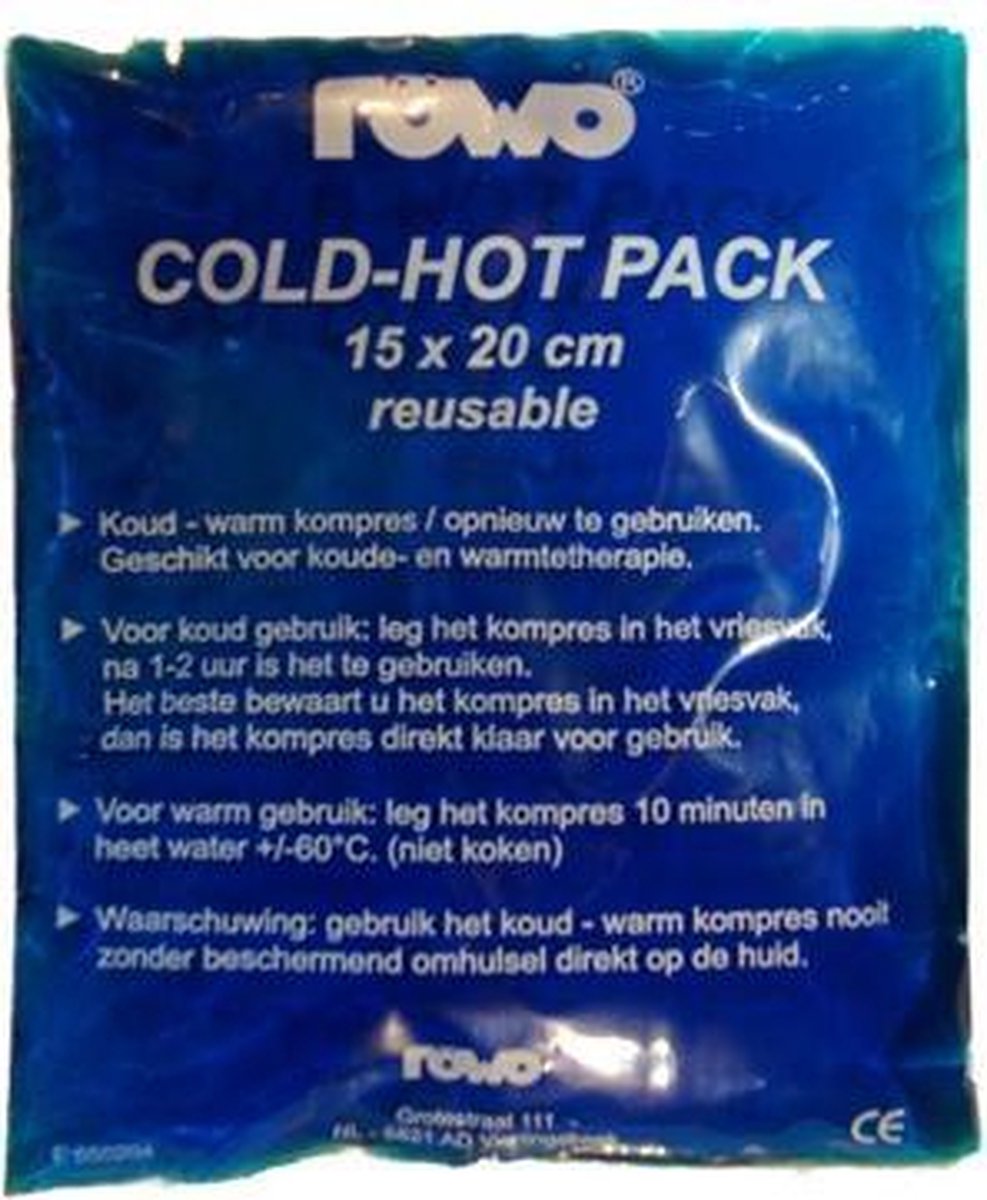 röwo®
COLD-HOT PACK
15 x 20 cm
reusable
Koud - warm kompres / opnieuw te gebruiken.
Geschikt voor koude- en warmtetherapie.
Voor koud gebruik: leg het kompres in het vriesvak,
na 1-2 uur is het te gebruiken.
Het beste bewaart u het kompres in het vriesvak,
dan is het kompres direkt klaar voor gebruik.
Voor warm gebruik: leg het kompres 10 minuten in
heet water +/-60°C. (niet koken)
Waarschuwing: gebruik het koud - warm kompres nooit
zonder beschermend omhulsel direkt op de huid.
röwo
Grotestraat 111 -
NL - AD
CE